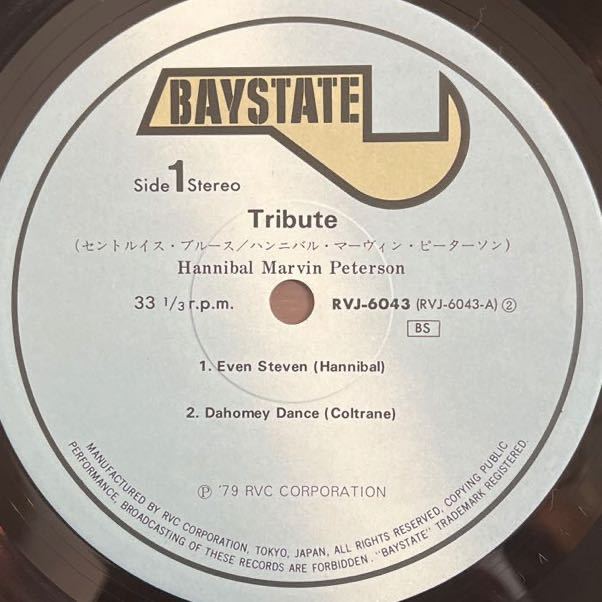 BAYSTATE
Side 1 Stereo
Tribute
(セントルイス・ブルース/ハンニバル・マーヴィン・ピーターソン)
Hannibal Marvin Peterson
33 1/3 r.p.m. RVJ-6043 (RVJ-6043-A) ②
BS
1. Even Steven (Hannibal)
2. Dahomey Dance (Coltrane)
Ⓟ '79 RVC CORPORATION
MANUFACTURED BY RVC CORPORATION, TOKYO, JAPAN, ALL RIGHTS RESERVED, COPYING PUBLIC
PERFORMANCE, BROADCASTING OF THESE RECORDS ARE FORBIDDEN. "BAYSTATE" TRADEMARK REGISTERED.